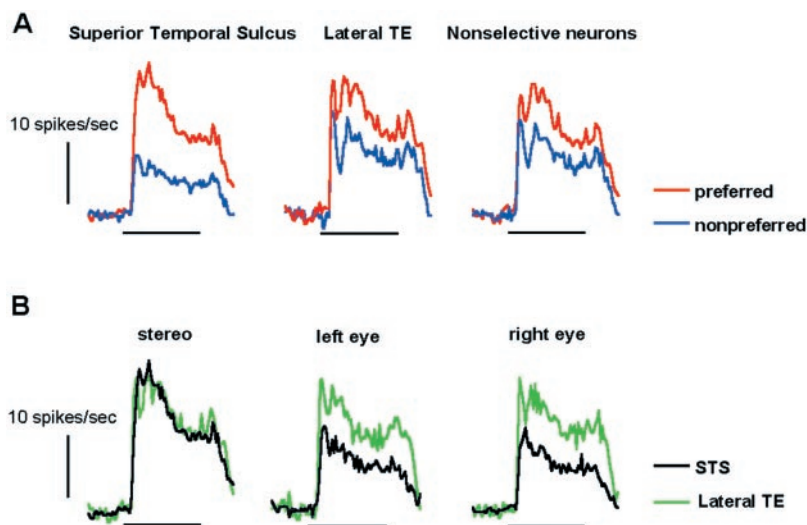 A
Superior Temporal Sulcus Lateral TE Nonselective neurons
10 spikes/sec
preferred
nonpreferred
B
stereo left eye right eye
10 spikes/sec
STS
Lateral TE